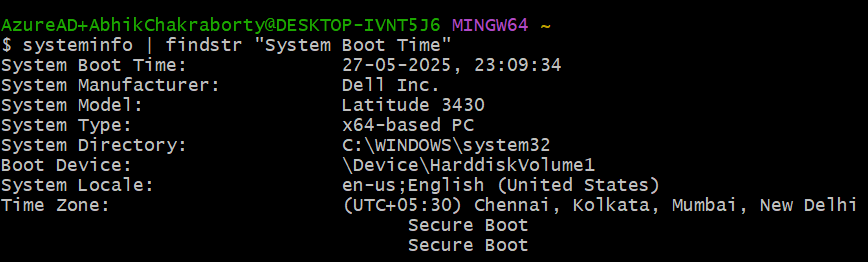 AzureAD+AbhikChakraborty@DESKTOP-IVNT5J6 MINGW64 ~
$ systeminfo | findstr "System Boot Time"
System Boot Time:              27-05-2025, 23:09:34
System Manufacturer:           Dell Inc.
System Model:                  Latitude 3430
System Type:                   x64-based PC
System Directory:              C:\WINDOWS\system32
Boot Device:                   \Device\HarddiskVolume1
System Locale:                 en-us;English (United States)
Time Zone:                     (UTC+05:30) Chennai, Kolkata, Mumbai, New Delhi
                                     Secure Boot
                                     Secure Boot